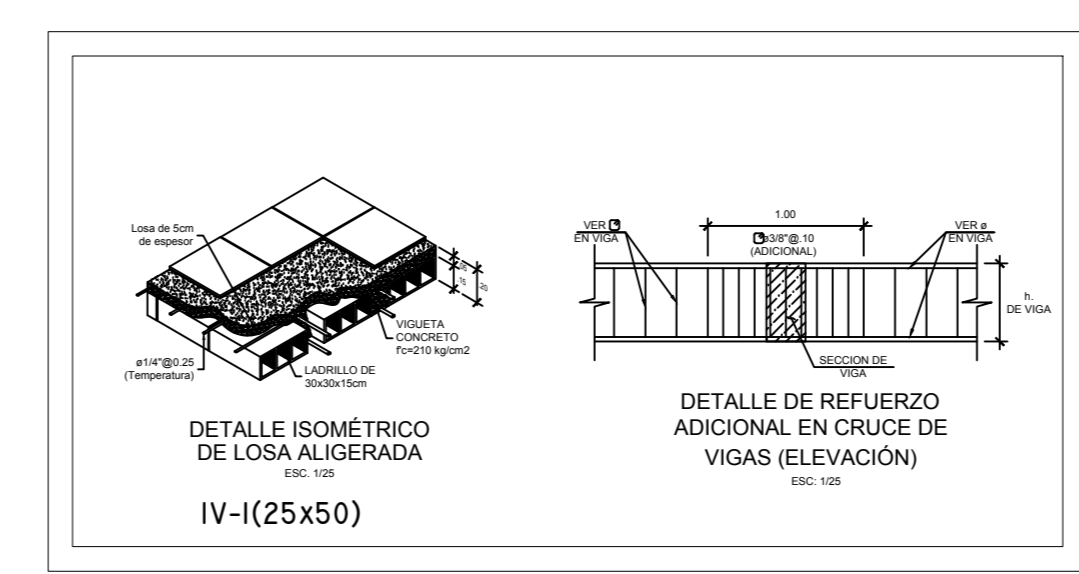 Losa de 5cm
de espesor
.05
.15
.20
VIGUETA
CONCRETO
f'c=210 kg/cm2
ø1/4"@0.25
(Temperatura)
LADRILLO DE
30x30x15cm
DETALLE ISOMÉTRICO
DE LOSA ALIGERADA
ESC. 1/25
IV-I(25x50)
1.00
VER
EN VIGA
ø3/8"@.10
(ADICIONAL)
VER ø
EN VIGA
h.
DE VIGA
SECCION DE
VIGA
DETALLE DE REFUERZO
ADICIONAL EN CRUCE DE
VIGAS (ELEVACIÓN)
ESC: 1/25